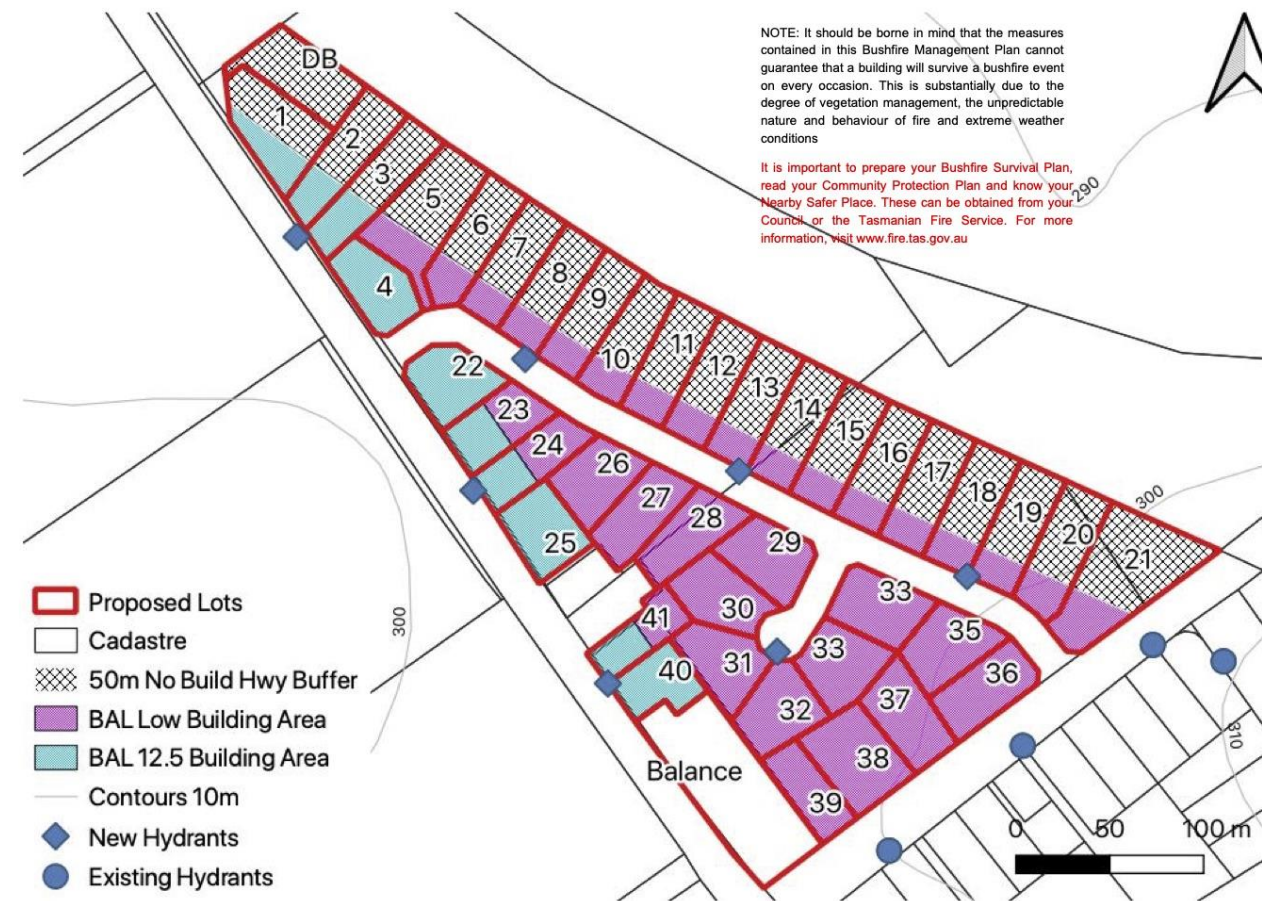 NOTE: It should be borne in mind that the measures
contained in this Bushfire Management Plan cannot
guarantee that a building will survive a bushfire event
on every occasion. This is substantially due to the
degree of vegetation management, the unpredictable
nature and behaviour of fire and extreme weather
conditions
It is important to prepare your Bushfire Survival Plan,
read your Community Protection Plan and know your
Nearby Safer Place. These can be obtained from your
Council or the Tasmanian Fire Service. For more
information, visit www.fire.tas.gov.au
290
DB
1
2
3
5
6
7
8
9
10
11
12
13
14
15
16
17
18
19
20
21
4
22
23
24
26
27
28
29
25
30
41
31
40
33
33
35
36
32
37
38
39
Balance
300
300
310
Proposed Lots
Cadastre
50m No Build Hwy Buffer
BAL Low Building Area
BAL 12.5 Building Area
Contours 10m
New Hydrants
Existing Hydrants
0 50 100 m